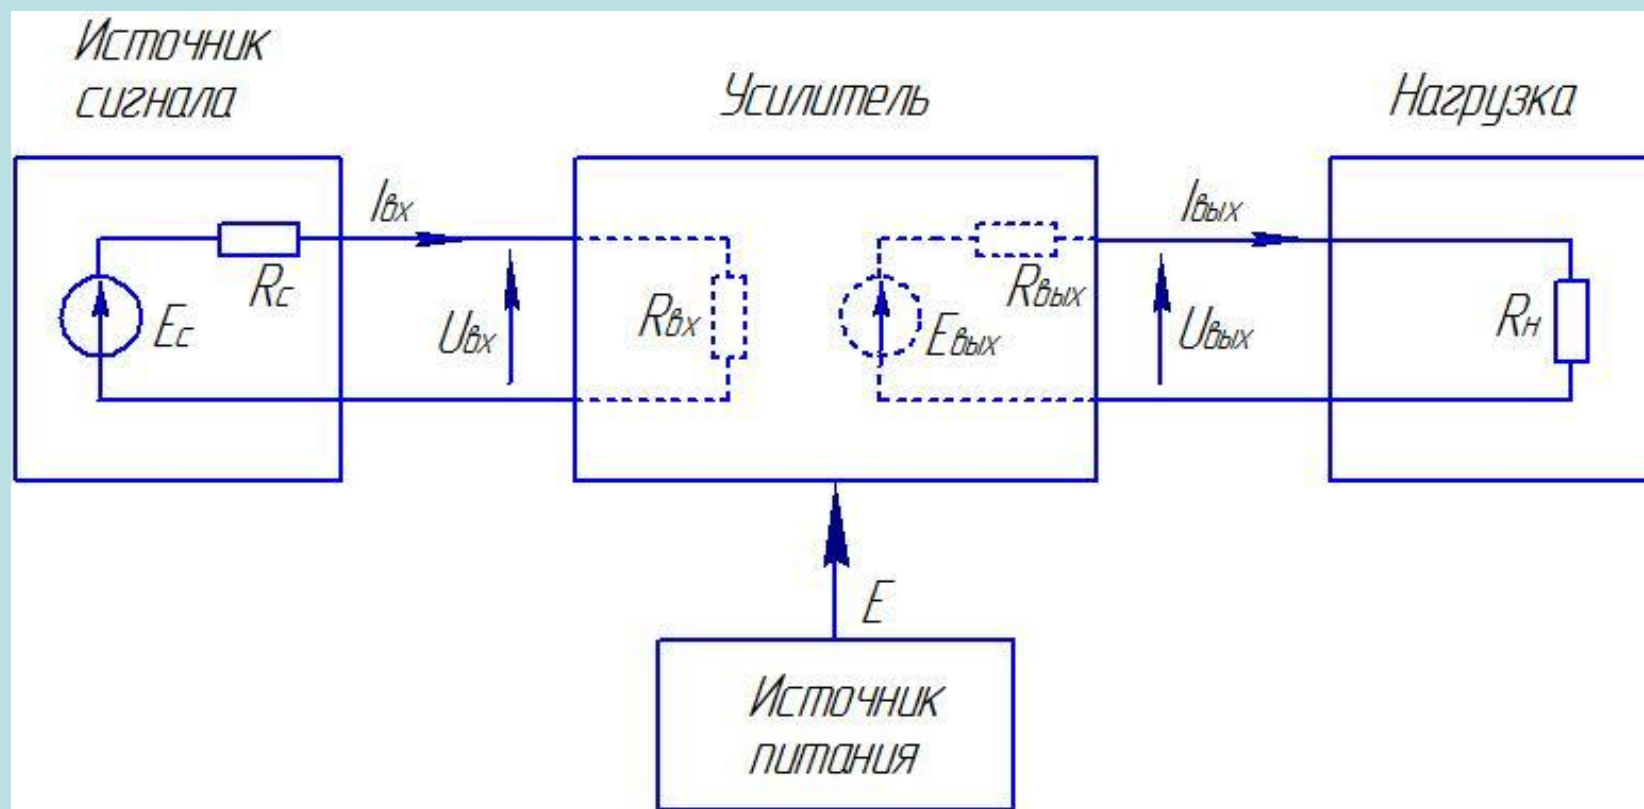 Источник
сигнала
Усилитель
Нагрузка
Iвх
Iвых
Rс
Rвых
Eс
Uвх
Rвх
Eвых
Uвых
Rн
E
Источник
питания